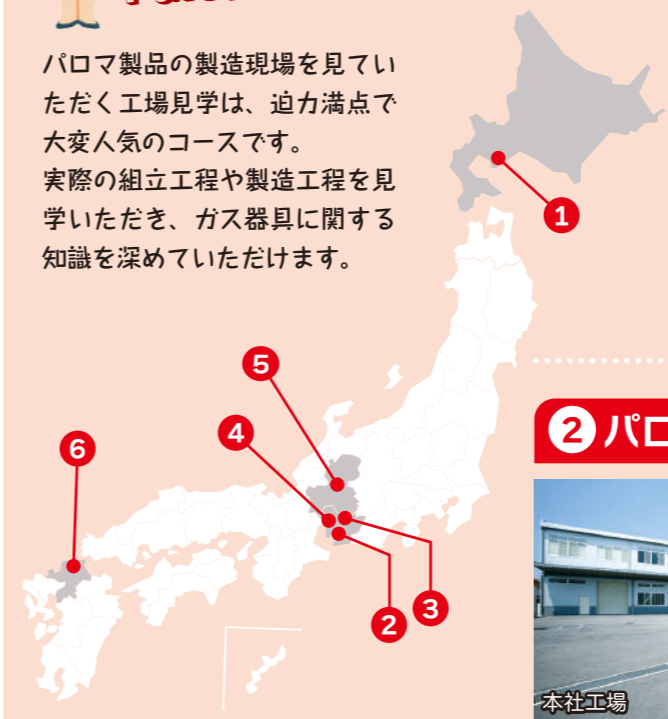 パロマ製品の製造現場を見てい
ただく工場見学は、迫力満点で
大変人気のコースです。
実際の組立工程や製造工程を見
学いただき、ガス器具に関する
知識を深めていただけます。
1
5
4
6
2 パロ
3
2
本社工場